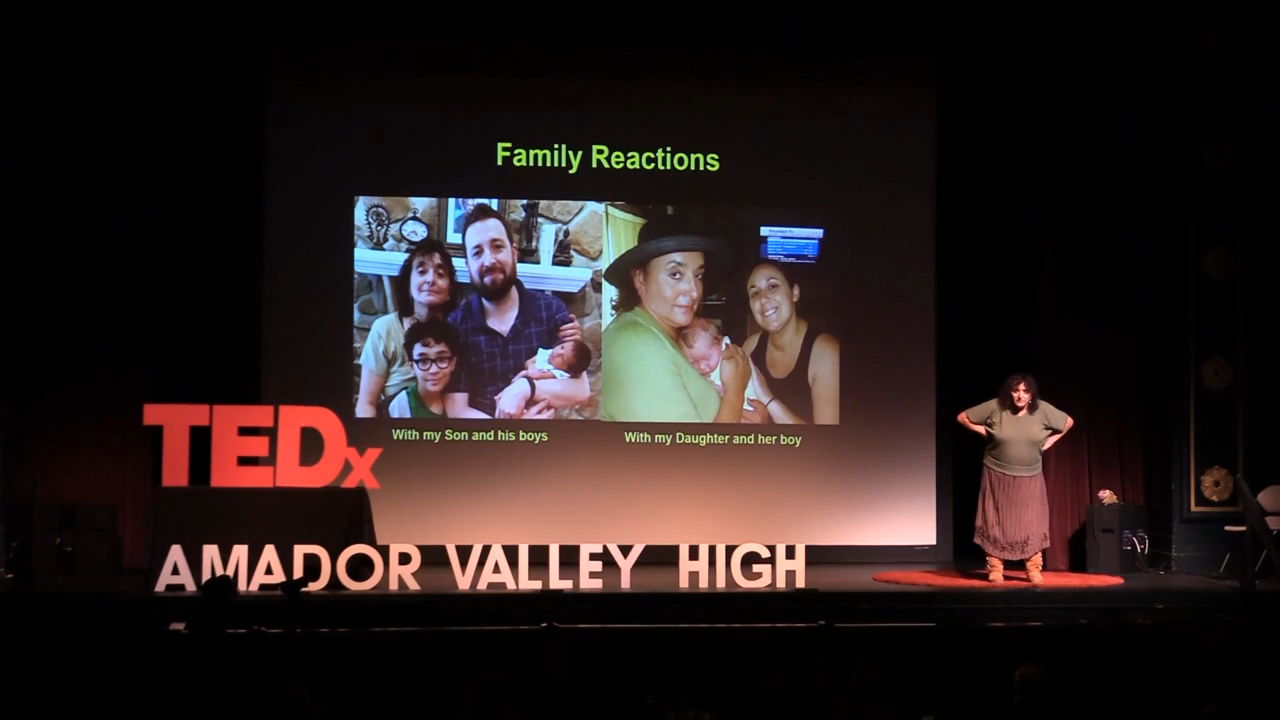 Family Reactions
With my Son and his boys
With my Daughter and her boy
TEDx
AMADOR VALLEY HIGH